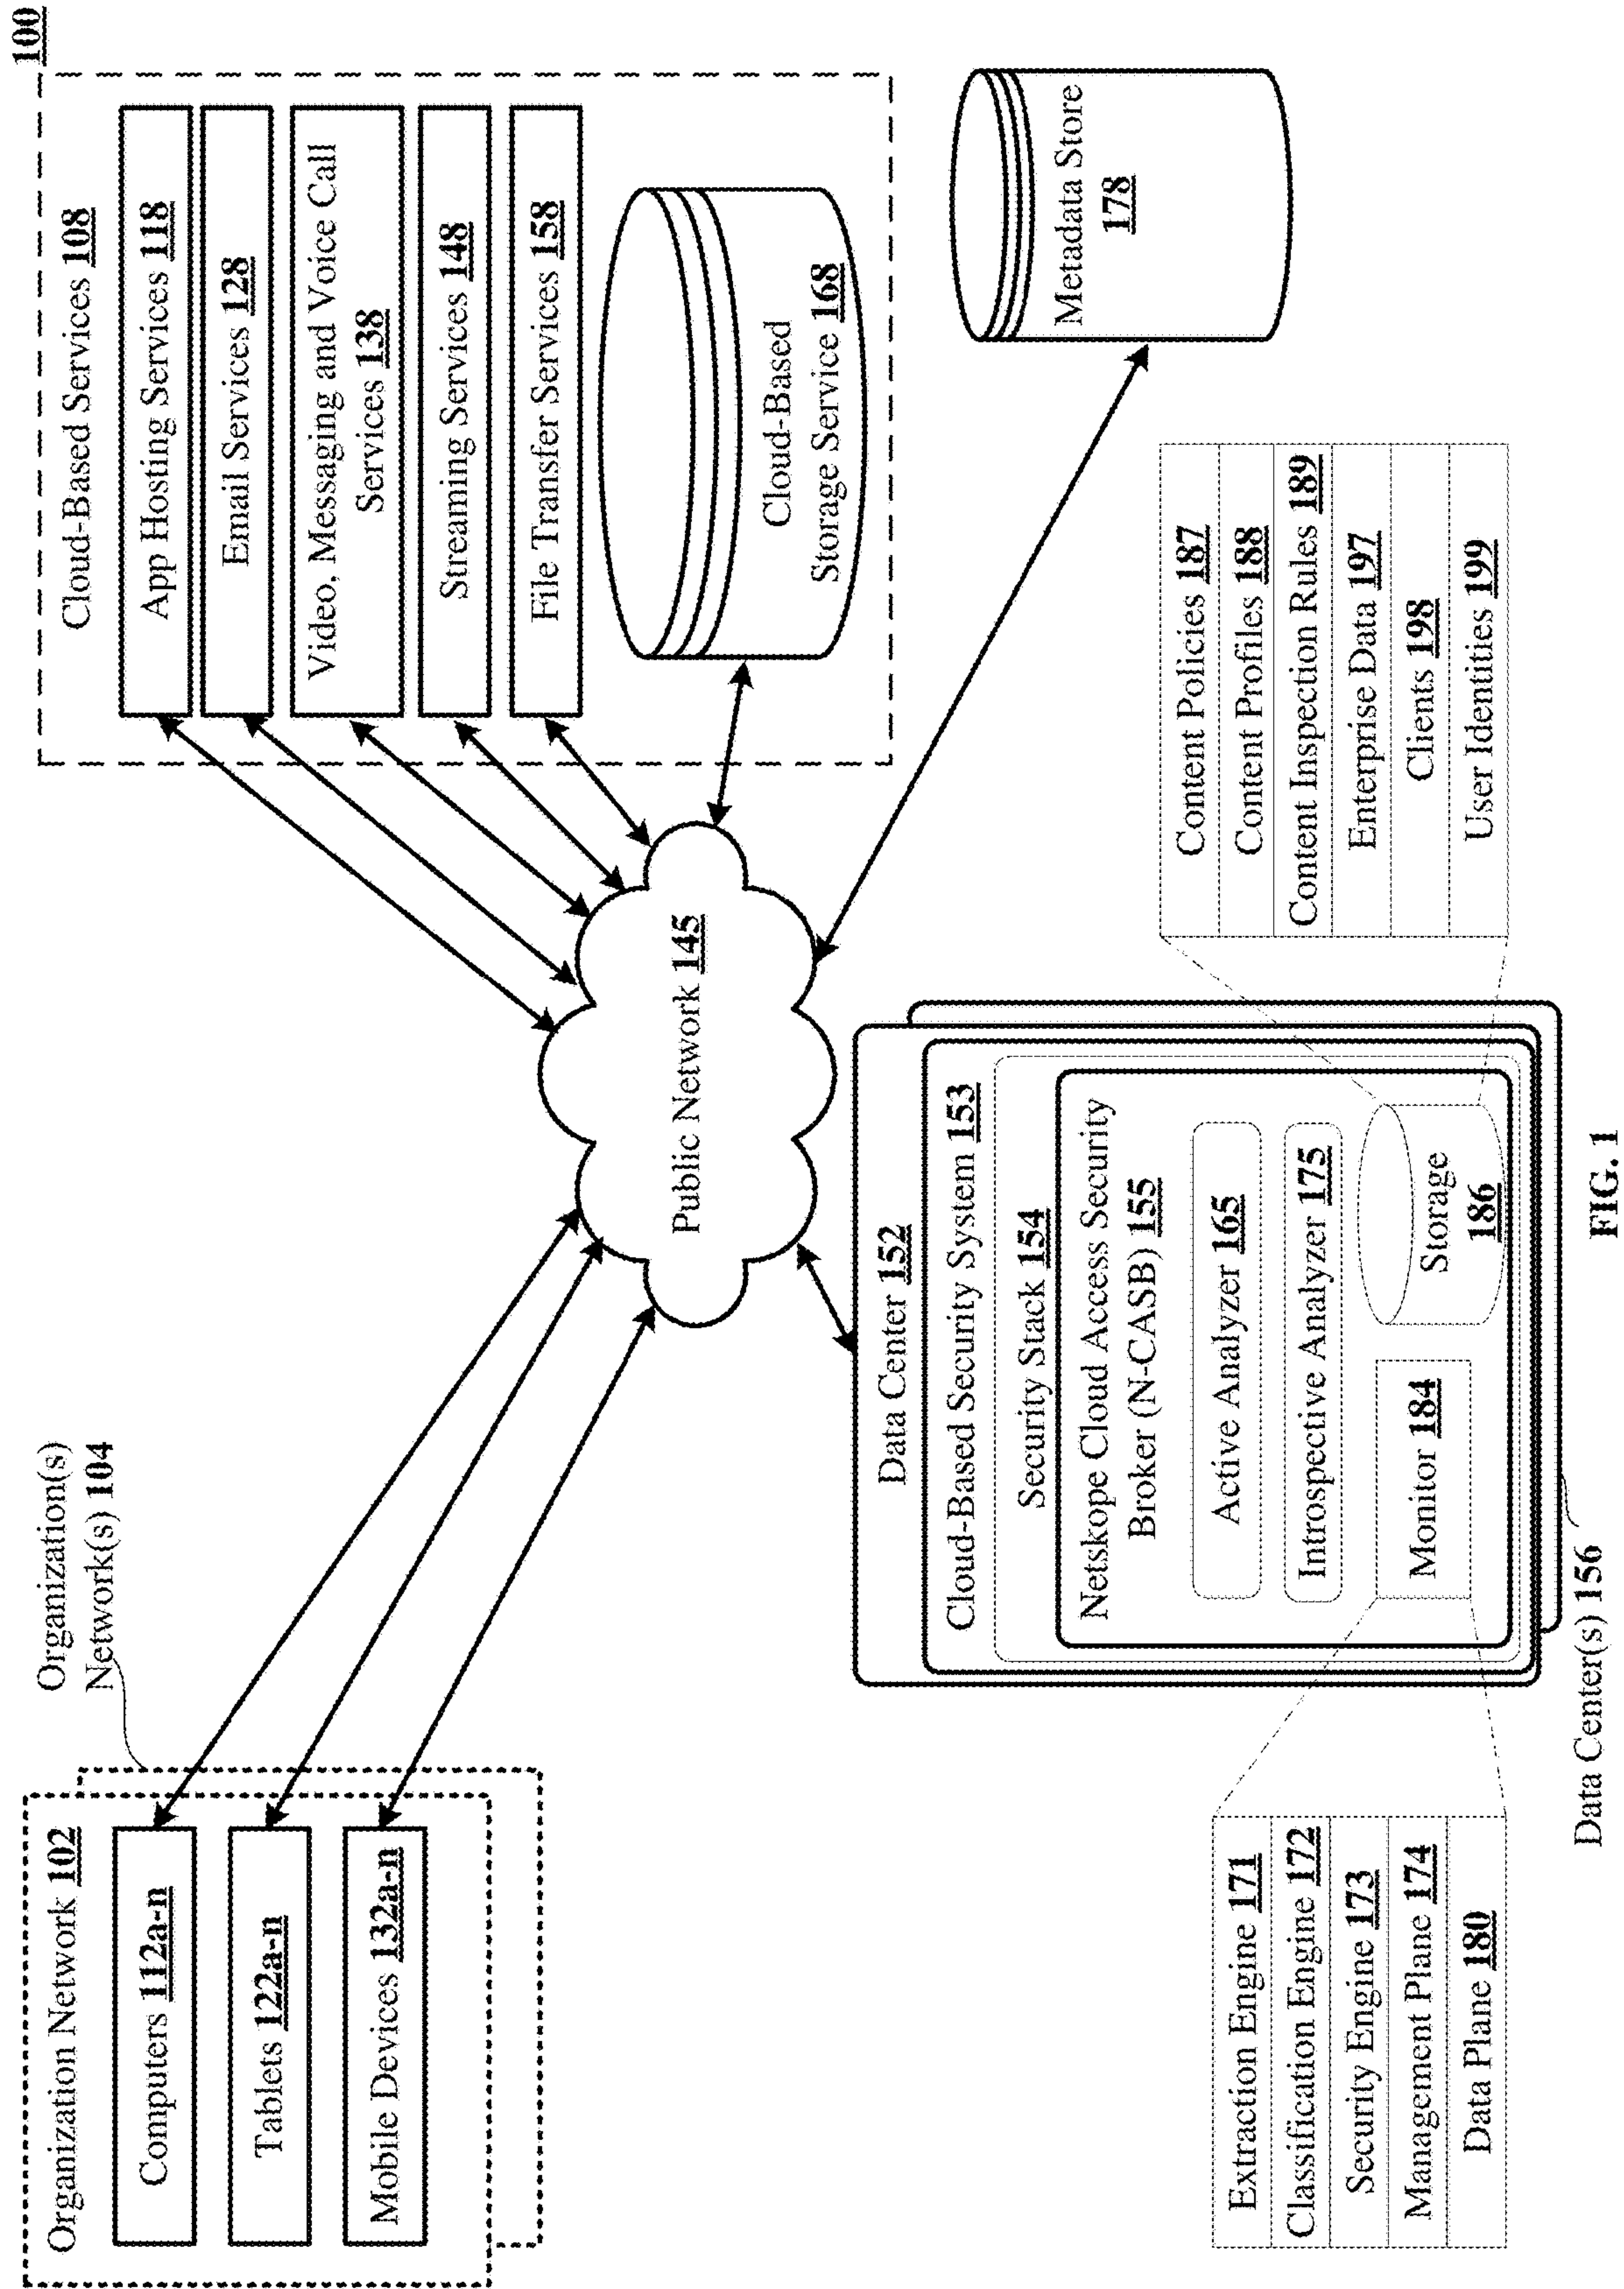 100
Organization Network 102
Computers 112a-n
Tablets 122a-n
Mobile Devices 132a-n
Organization(s)
Network(s) 104
Public Network 145
Cloud-Based Services 108
App Hosting Services 118
Email Services 128
Video, Messaging and Voice Call
Services 138
Streaming Services 148
File Transfer Services 158
Cloud-Based
Storage Service 168
Metadata Store
178
Data Center 152
Cloud-Based Security System 153
Security Stack 154
Netskope Cloud Access Security
Broker (N-CASB) 155
Active Analyzer 165
Introspective Analyzer 175
Monitor 184
Storage
186
Extraction Engine 171
Classification Engine 172
Security Engine 173
Management Plane 174
Data Plane 180
Content Policies 187
Content Profiles 188
Content Inspection Rules 189
Enterprise Data 197
Clients 198
User Identities 199
Data Center(s) 156
FIG. 1